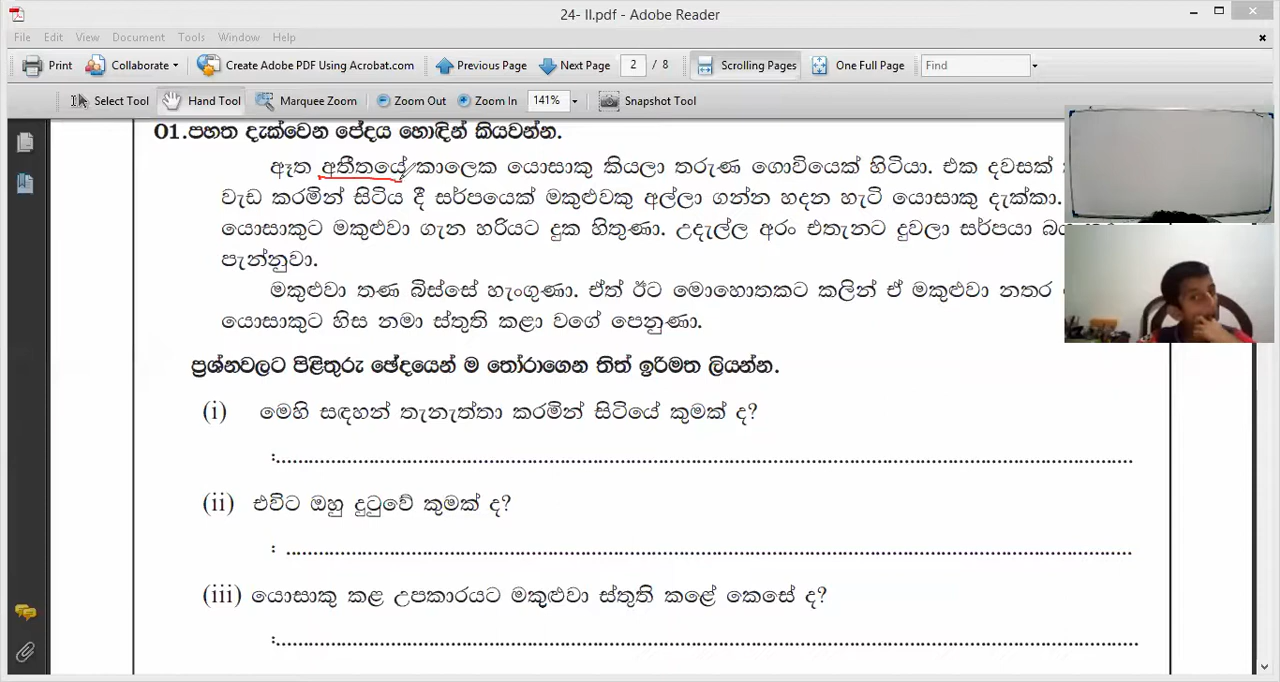 24- II.pdf - Adobe Reader
File Edit View Document Tools Window Help
Print Collaborate Create Adobe PDF Using Acrobat.com Previous Page Next Page 2 / 8 Scrolling Pages One Full Page Find
Select Tool Hand Tool Marquee Zoom Zoom Out Zoom In 141% Snapshot Tool
01. පහත දැක්වෙන ඡේදය හොඳින් කියවන්න.
ඈත අතීතයේ කාලෙක යොසාකු කියලා තරුණ ගොවියෙක් හිටියා. එක දවසක්
වැඩ කරමින් සිටිය දී සර්පයෙක් මකුළුවකු අල්ලා ගන්න හදන හැටි යොසාකු දැක්කා.
යොසාකුට මකුළුවා ගැන හරියට දුක හිතුණා. උදැල්ල අරං එතැනට දුවලා සර්පයා
පැන්නුවා.
මකුළුවා තණ බිස්සේ හැංගුණා. ඒත් ඊට මොහොතකට කලින් ඒ මකුළුවා නතර
යොසාකුට හිස නමා ස්තූති කළා වගේ පෙනුණා.
ප්‍රශ්නවලට පිළිතුරු ඡේදයෙන් ම තෝරාගෙන තිත් ඉරිමත ලියන්න.
(i) මෙහි සඳහන් තැනැත්තා කරමින් සිටියේ කුමක් ද?
(ii) එවිට ඔහු දුටුවේ කුමක් ද?
(iii) යොසාකු කළ උපකාරයට මකුළුවා ස්තූති කළේ කෙසේ ද?